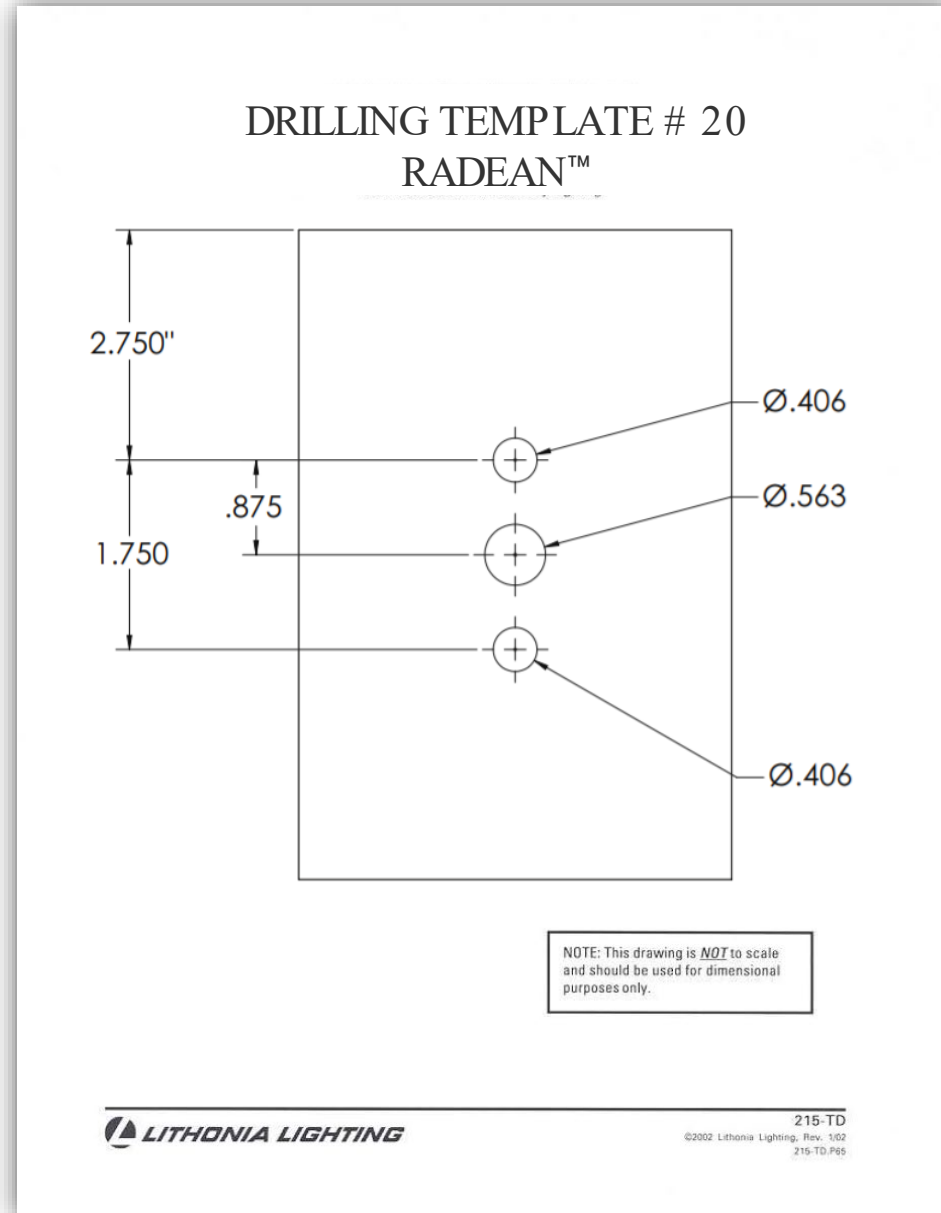 DRILLING TEMPLATE # 20
RADEAN™
2.750"
Ø.406
Ø.563
.875
1.750
Ø.406
NOTE: This drawing is NOT to scale
and should be used for dimensional
purposes only.
LITHONIA LIGHTING
215-TD
©2002 Lithonia Lighting, Rev. 1/02
215-TD.P65